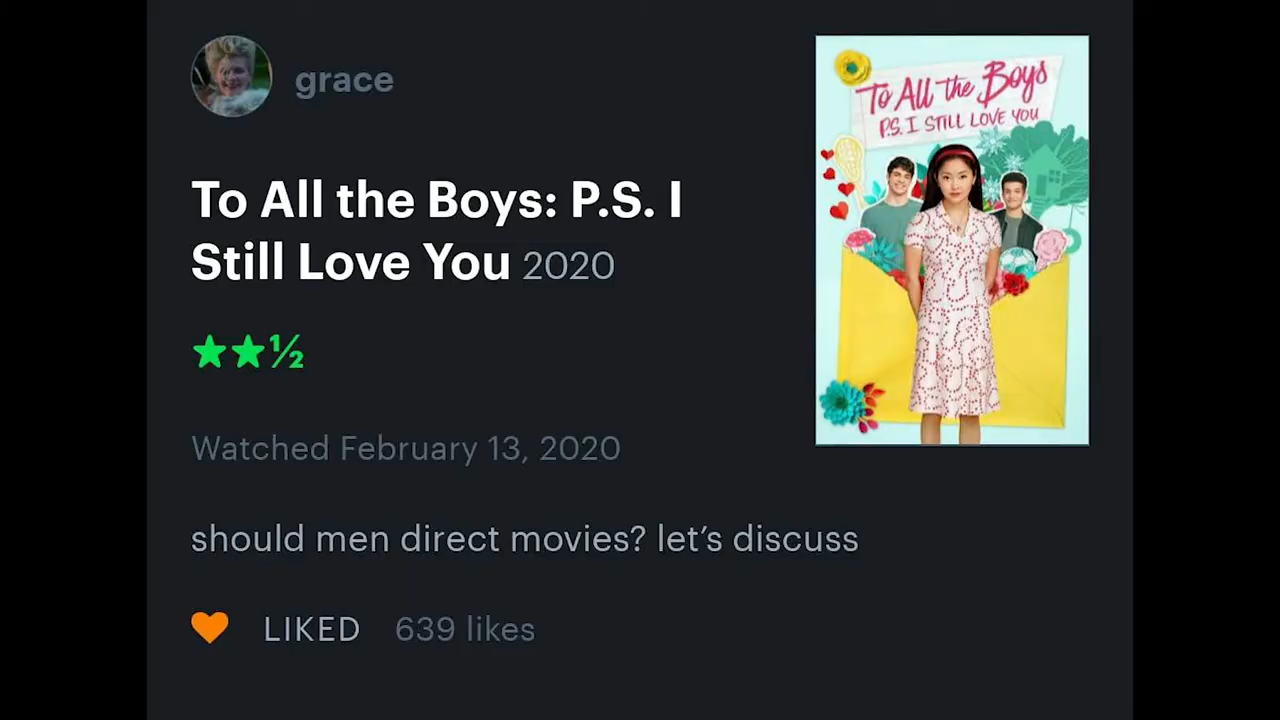 grace
To All the Boys: P.S. I
Still Love You 2020
★★½
Watched February 13, 2020
should men direct movies? let’s discuss
LIKED 639 likes
To All the Boys
P.S. I STILL LOVE YOU